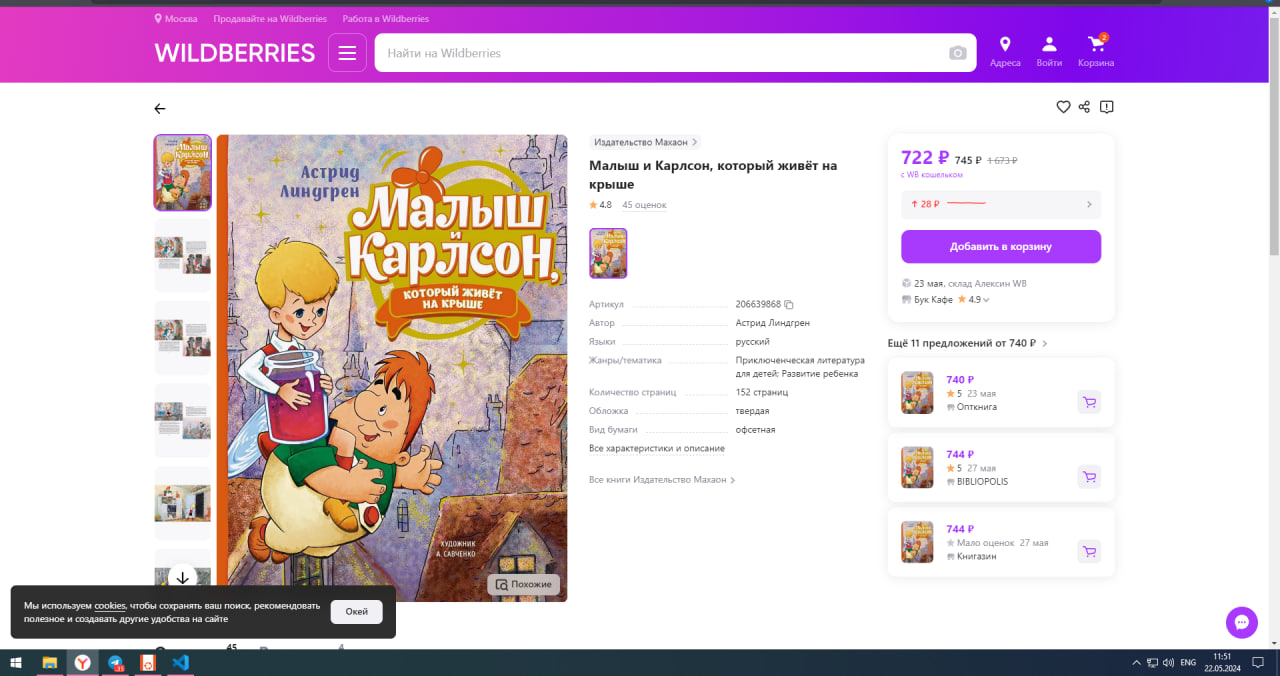 Москва Продавайте на Wildberries Работа в Wildberries
WILDBERRIES
Найти на Wildberries
Адреса
Войти
2
Корзина
Астрид
Линдгрен
Малыш
и
Карлсон,
который живёт
на крыше
художник
А. Савченко
Похожие
Издательство Махаон
Малыш и Карлсон, который живёт на
крыше
4.8 45 оценок
Артикул 206639868
Автор Астрид Линдгрен
Языки русский
Жанры/тематика Приключенческая литература
для детей; Развитие ребенка
Количество страниц 152 страниц
Обложка твердая
Вид бумаги офсетная
Все характеристики и описание
Все книги Издательство Махаон
722 ₽ 745 ₽ 1 673 ₽
с WB кошельком
↑ 28 ₽
Добавить в корзину
23 мая, склад Алексин WB
Бук Кафе 4.9
Ещё 11 предложений от 740 ₽
740 ₽
5 23 мая
Опткнига
744 ₽
5 27 мая
BIBLIOPOLIS
744 ₽
Мало оценок 27 мая
Книгазин
Мы используем cookies, чтобы сохранять ваш поиск, рекомендовать
полезное и создавать другие удобства на сайте
Окей
45
4
ENG
11:51
22.05.2024